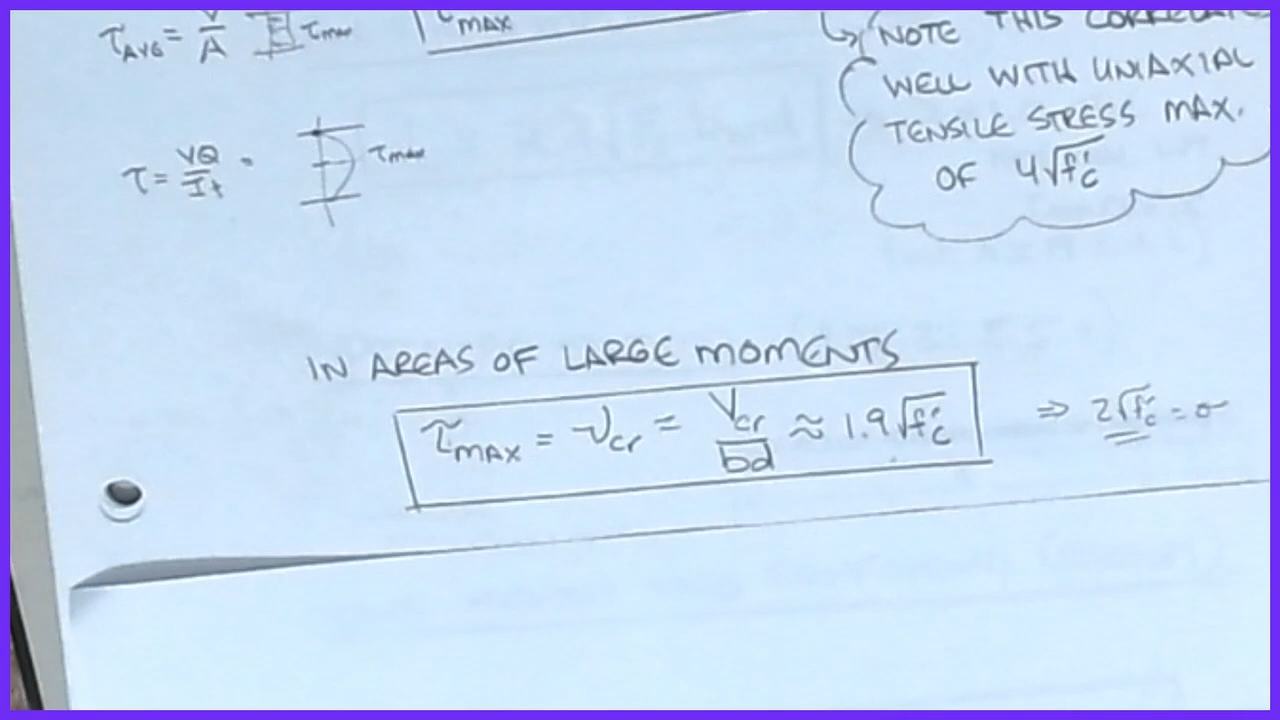 τAVG = V/A τmax
τMAX
NOTE THIS
WELL WITH UNIAXIAL
TENSILE STRESS MAX.
OF 4√f'c
τ = VQ/It τmax
IN AREAS OF LARGE MOMENTS
τMAX = νcr = Vcr/bd ≈ 1.9√f'c ⇒ 2√f'c = σ